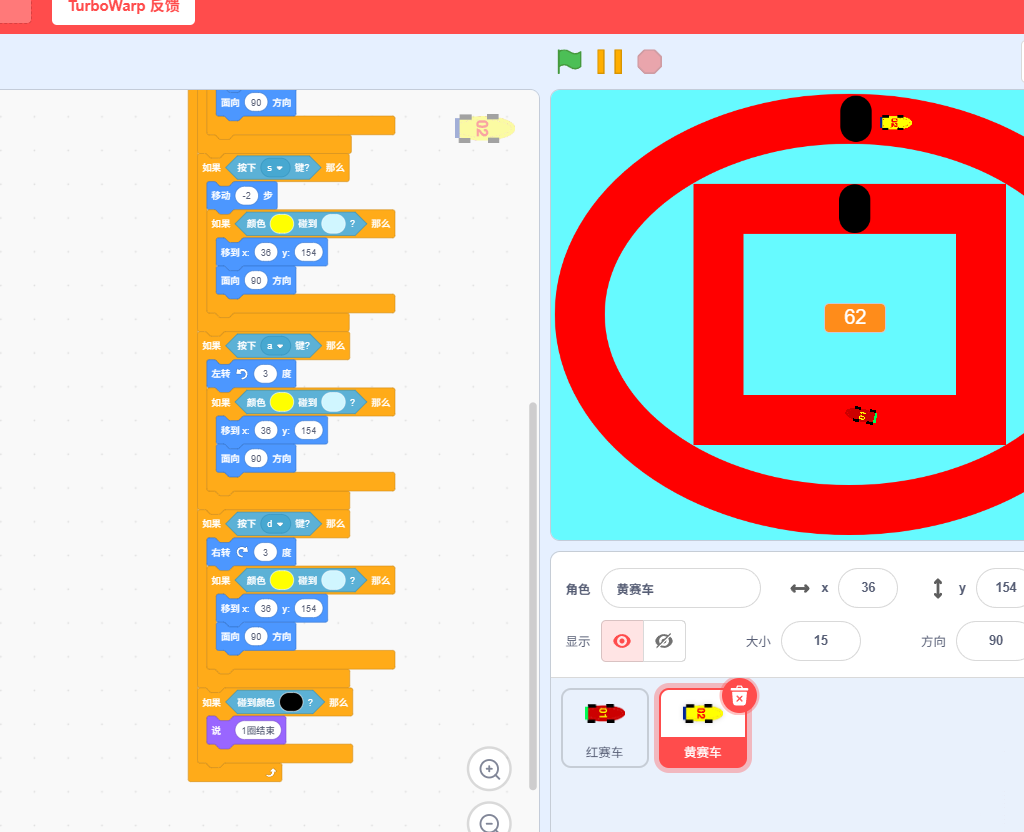 TurboWarp 反馈
面向 90 方向
如果 按下 s 键? 那么
移动 -2 步
如果 颜色 碰到 ? 那么
移到 x: 36 y: 154
面向 90 方向
如果 按下 a 键? 那么
左转 3 度
如果 颜色 碰到 ? 那么
移到 x: 36 y: 154
面向 90 方向
如果 按下 d 键? 那么
右转 3 度
如果 颜色 碰到 ? 那么
移到 x: 36 y: 154
面向 90 方向
如果 碰到颜色 ? 那么
说 1圈结束
02
02
62
角色 黄赛车 x 36 y 154
显示 大小 15 方向 90
01 02
红赛车 黄赛车